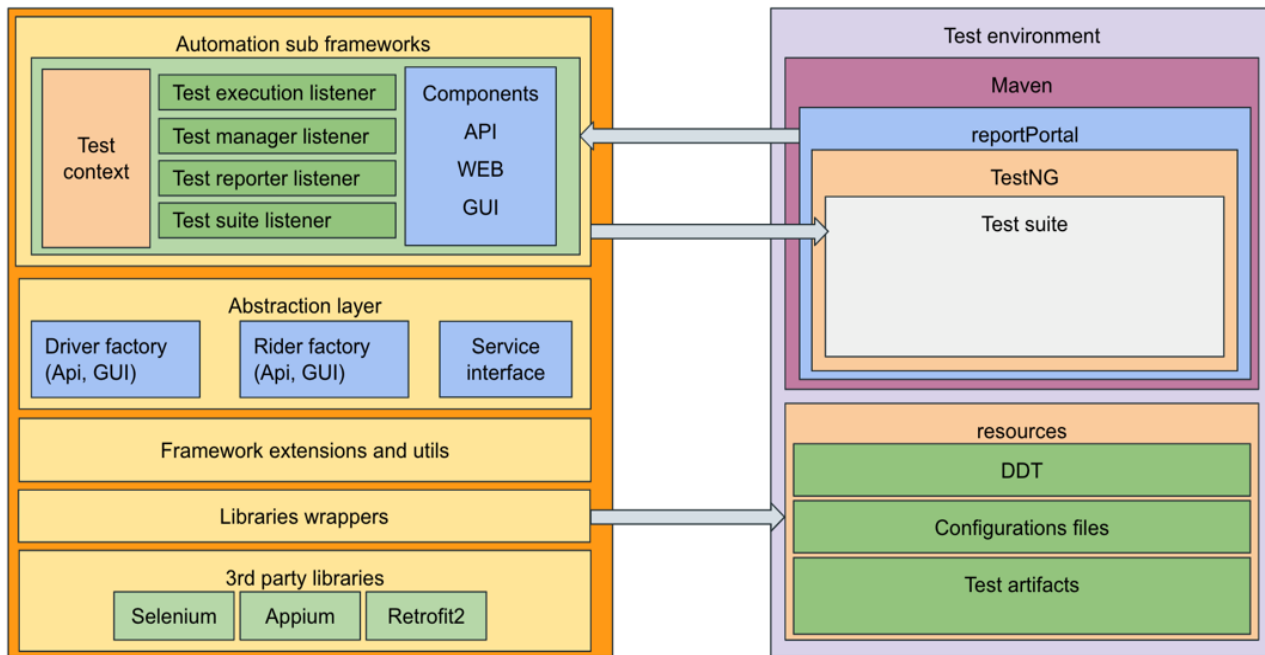 Automation sub frameworks
Test
context
Test execution listener
Test manager listener
Test reporter listener
Test suite listener
Components
API
WEB
GUI
Abstraction layer
Driver factory
(Api, GUI)
Rider factory
(Api, GUI)
Service
interface
Framework extensions and utils
Libraries wrappers
3rd party libraries
Selenium
Appium
Retrofit2
Test environment
Maven
reportPortal
TestNG
Test suite
resources
DDT
Configurations files
Test artifacts